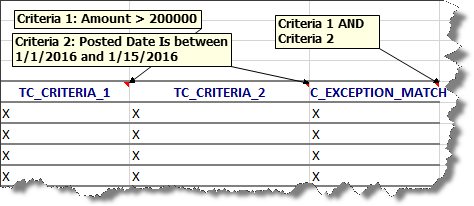 Criteria 1: Amount > 200000
Criteria 2: Posted Date Is between
1/1/2016 and 1/15/2016
Criteria 1 AND
Criteria 2
TC_CRITERIA_1 TC_CRITERIA_2 C_EXCEPTION_MATCH
X X X
X X X
X X X
X X X